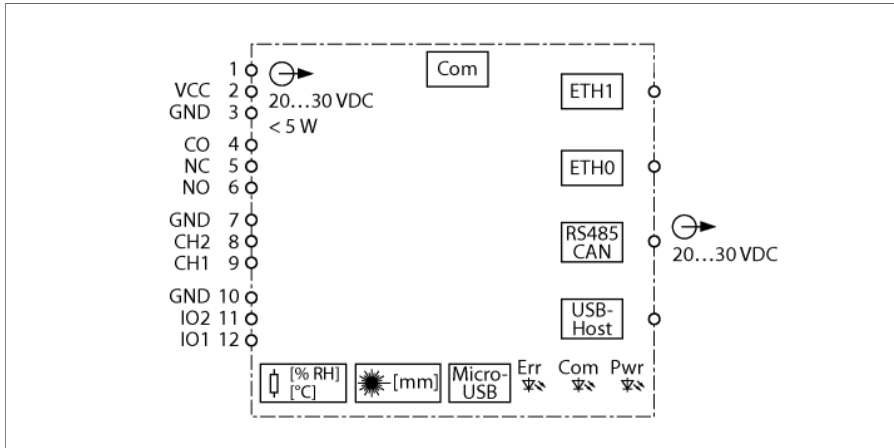 1
VCC 2
GND 3
20...30 VDC
< 5 W
CO 4
NC 5
NO 6
GND 7
CH2 8
CH1 9
GND 10
IO2 11
IO1 12
Com
ETH1
ETH0
RS485
CAN
20...30 VDC
USB-
Host
[% RH]
[°C]
[mm]
Micro-
USB
Err
Com
Pwr